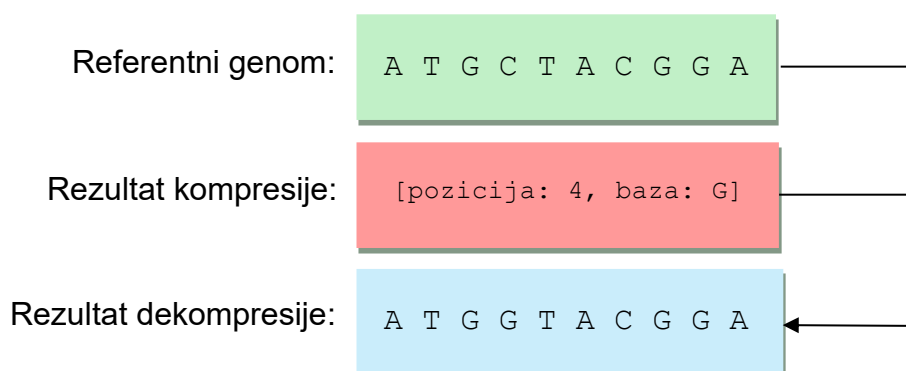 Referentni genom: A T G C T A C G G A
Rezultat kompresije: [pozicija: 4, baza: G]
Rezultat dekompresije: A T G G T A C G G A